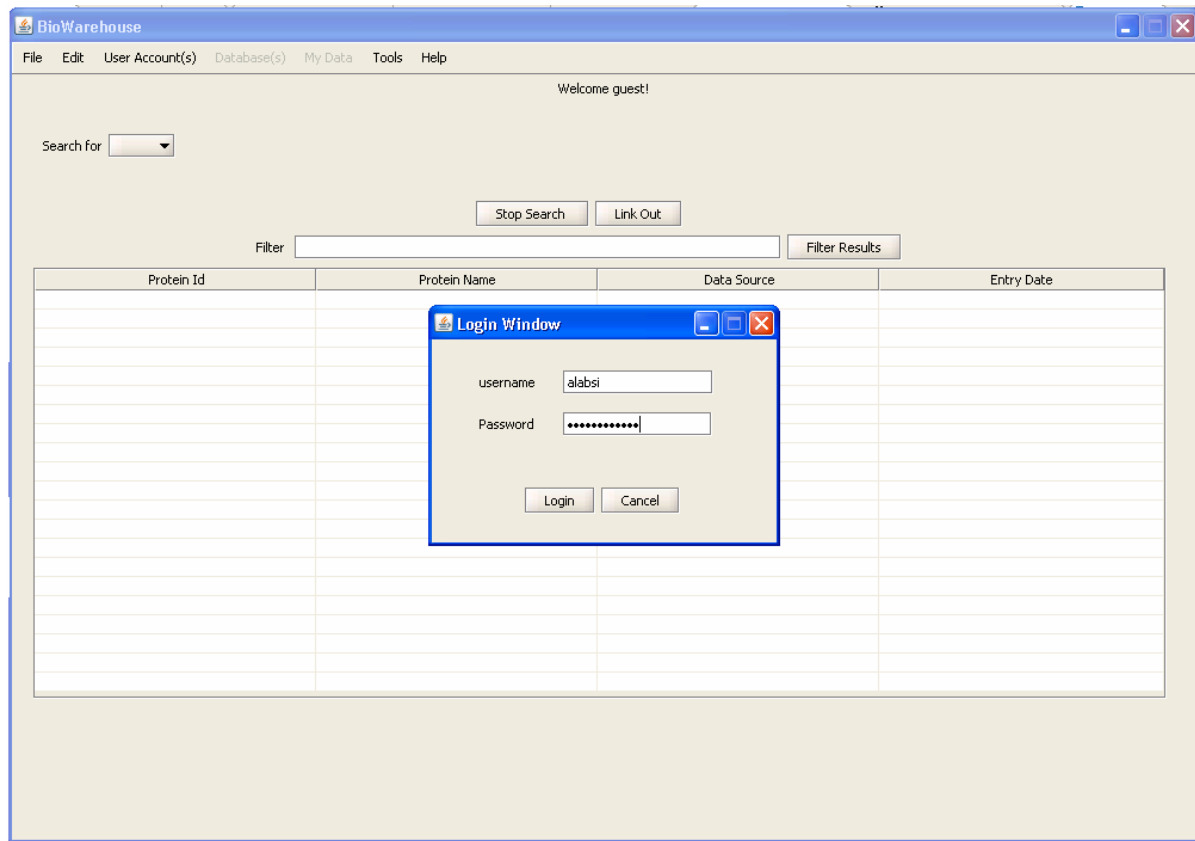 BioWarehouse
File Edit User Account(s) Database(s) My Data Tools Help
Welcome guest!
Search for
Stop Search Link Out
Filter Filter Results
Protein Id Protein Name Data Source Entry Date
Login Window
username alabsi
Password ••••••••••••
Login Cancel